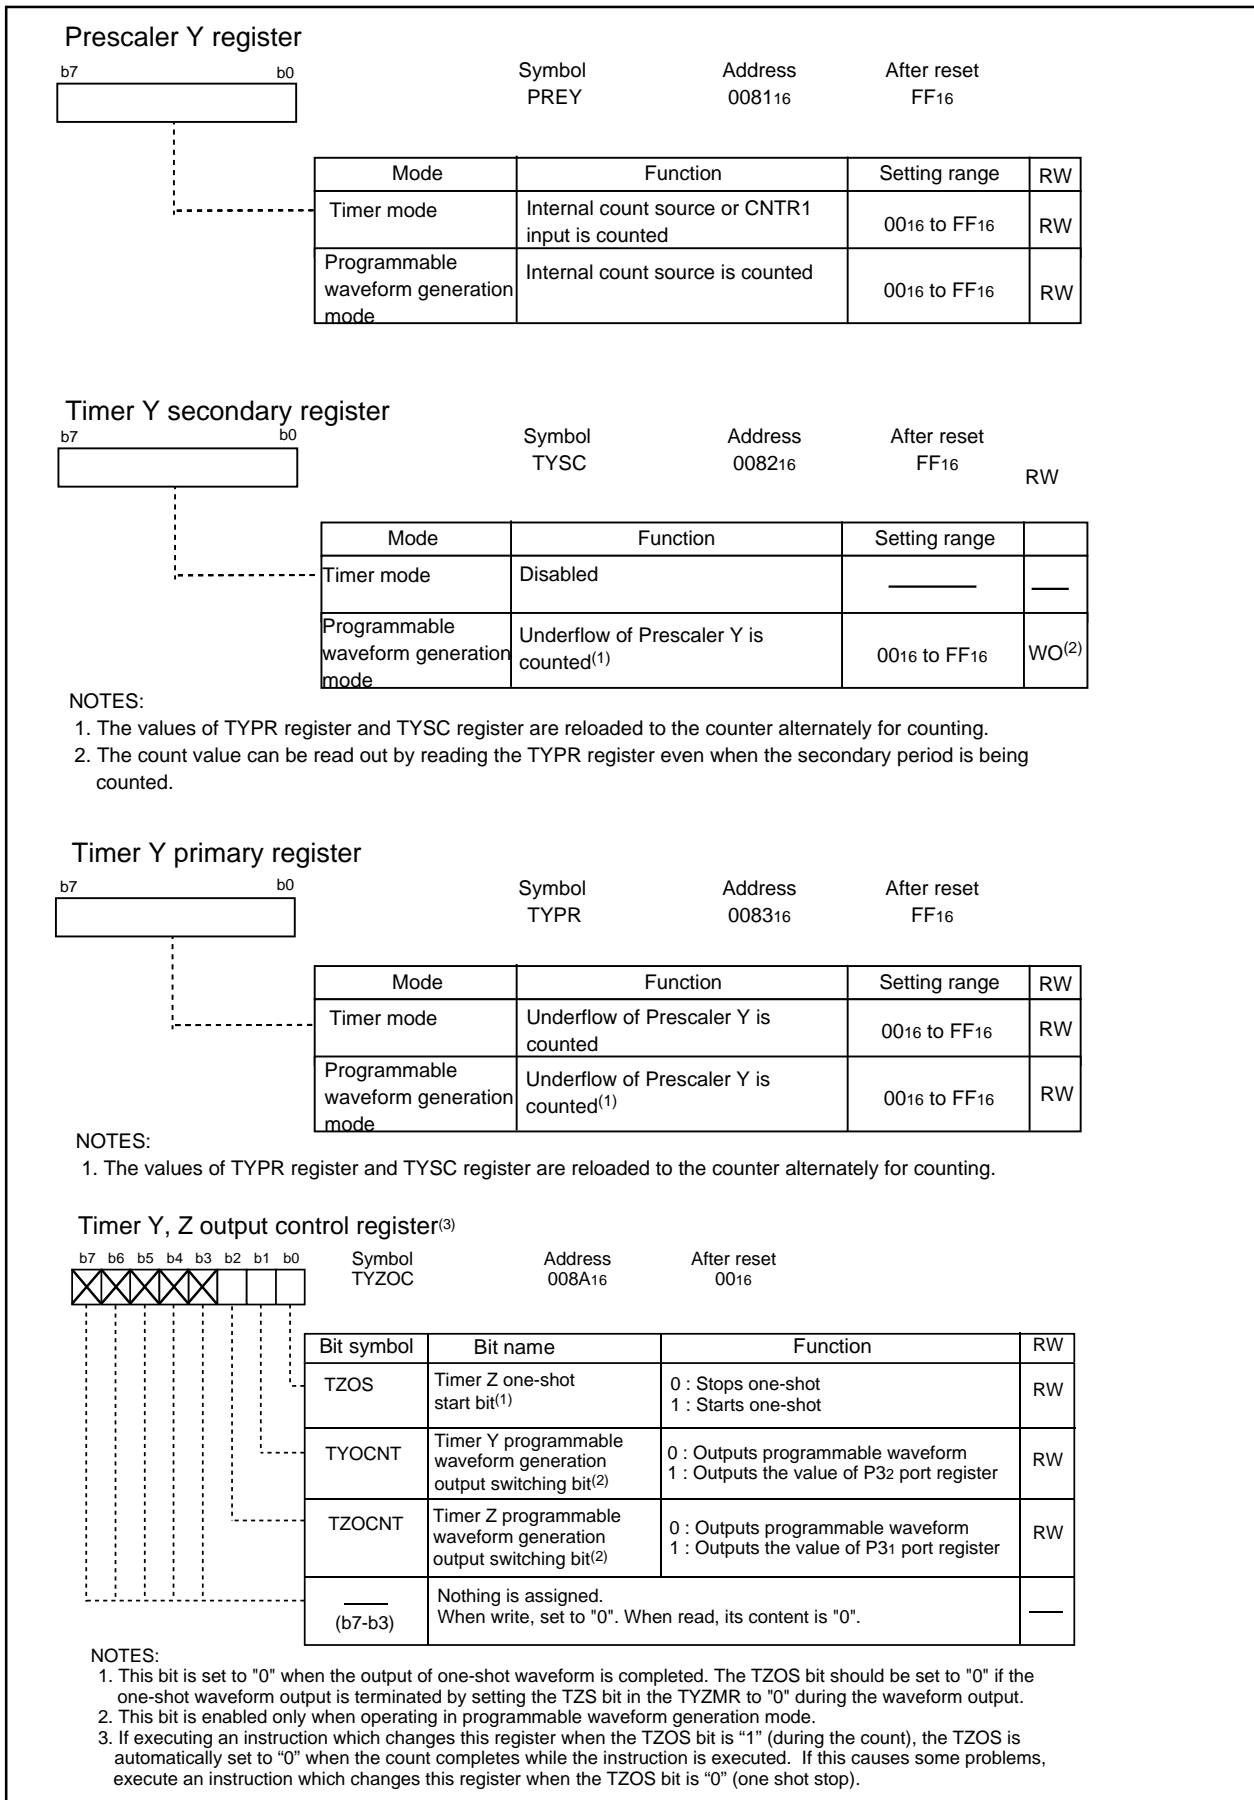 Prescaler Y register
b7 b0
Symbol Address After reset
PREY 008116 FF16
Mode Function Setting range RW
Timer mode Internal count source or CNTR1 input is counted 0016 to FF16 RW
Programmable waveform generation mode Internal count source is counted 0016 to FF16 RW
Timer Y secondary register
b7 b0
Symbol Address After reset
TYSC 008216 FF16
RW
Mode Function Setting range
Timer mode Disabled
Programmable waveform generation mode Underflow of Prescaler Y is counted(1) 0016 to FF16 WO(2)
NOTES:
1. The values of TYPR register and TYSC register are reloaded to the counter alternately for counting.
2. The count value can be read out by reading the TYPR register even when the secondary period is being
counted.
Timer Y primary register
b7 b0
Symbol Address After reset
TYPR 008316 FF16
Mode Function Setting range RW
Timer mode Underflow of Prescaler Y is counted 0016 to FF16 RW
Programmable waveform generation mode Underflow of Prescaler Y is counted(1) 0016 to FF16 RW
NOTES:
1. The values of TYPR register and TYSC register are reloaded to the counter alternately for counting.
Timer Y, Z output control register(3)
b7 b6 b5 b4 b3 b2 b1 b0
Symbol Address After reset
TYZOC 008A16 0016
Bit symbol Bit name Function RW
TZOS Timer Z one-shot start bit(1) 0 : Stops one-shot 1 : Starts one-shot RW
TYOCNT Timer Y programmable waveform generation output switching bit(2) 0 : Outputs programmable waveform 1 : Outputs the value of P32 port register RW
TZOCNT Timer Z programmable waveform generation output switching bit(2) 0 : Outputs programmable waveform 1 : Outputs the value of P31 port register RW
(b7-b3) Nothing is assigned. When write, set to "0". When read, its content is "0".
NOTES:
1. This bit is set to "0" when the output of one-shot waveform is completed. The TZOS bit should be set to "0" if the
one-shot waveform output is terminated by setting the TZS bit in the TYZMR to "0" during the waveform output.
2. This bit is enabled only when operating in programmable waveform generation mode.
3. If executing an instruction which changes this register when the TZOS bit is “1” (during the count), the TZOS is
automatically set to “0” when the count completes while the instruction is executed. If this causes some problems,
execute an instruction which changes this register when the TZOS bit is “0” (one shot stop).